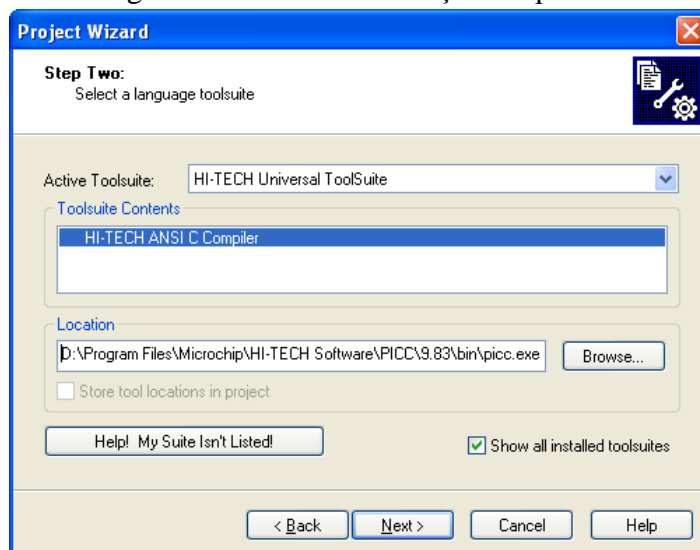 Project Wizard
Step Two:
Select a language toolsuite
Active Toolsuite: HI-TECH Universal ToolSuite
Toolsuite Contents
HI-TECH ANSI C Compiler
Location
D:\Program Files\Microchip\HI-TECH Software\PICC\9.83\bin\picc.exe Browse...
Store tool locations in project
Help! My Suite Isn't Listed! Show all installed toolsuites
< Back Next > Cancel Help